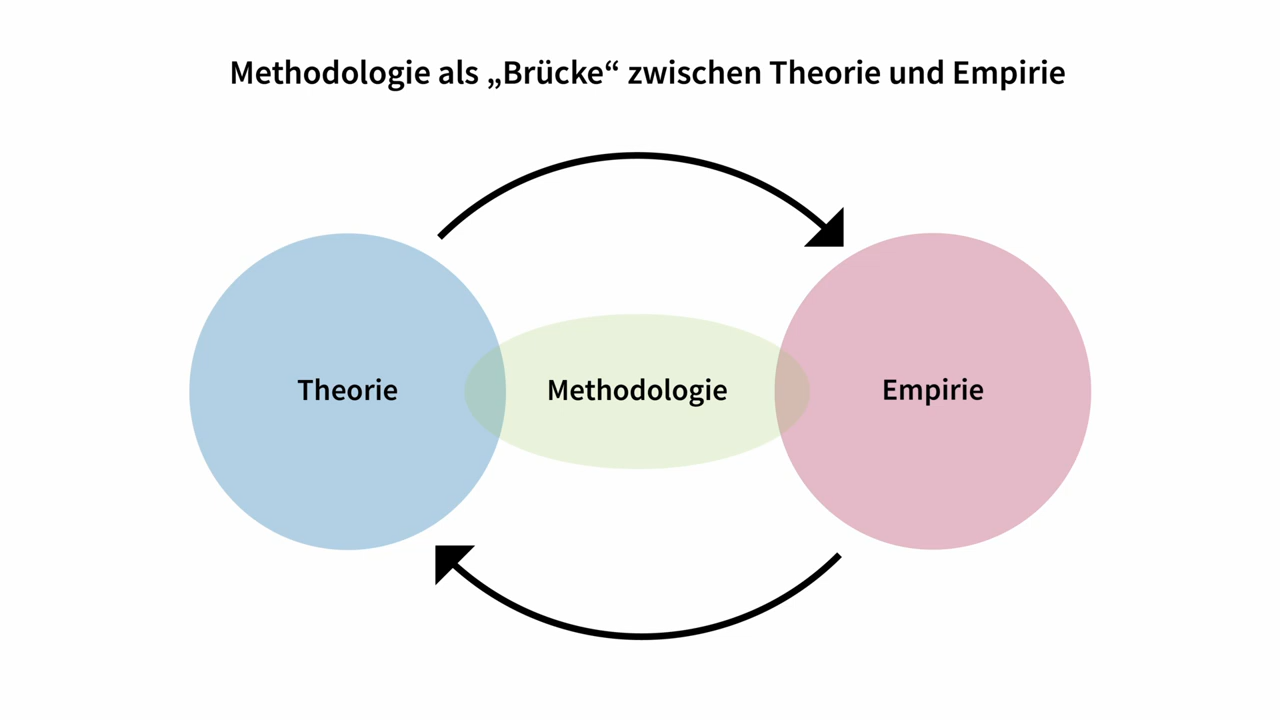 Methodologie als „Brücke“ zwischen Theorie und Empirie
Theorie
Methodologie
Empirie